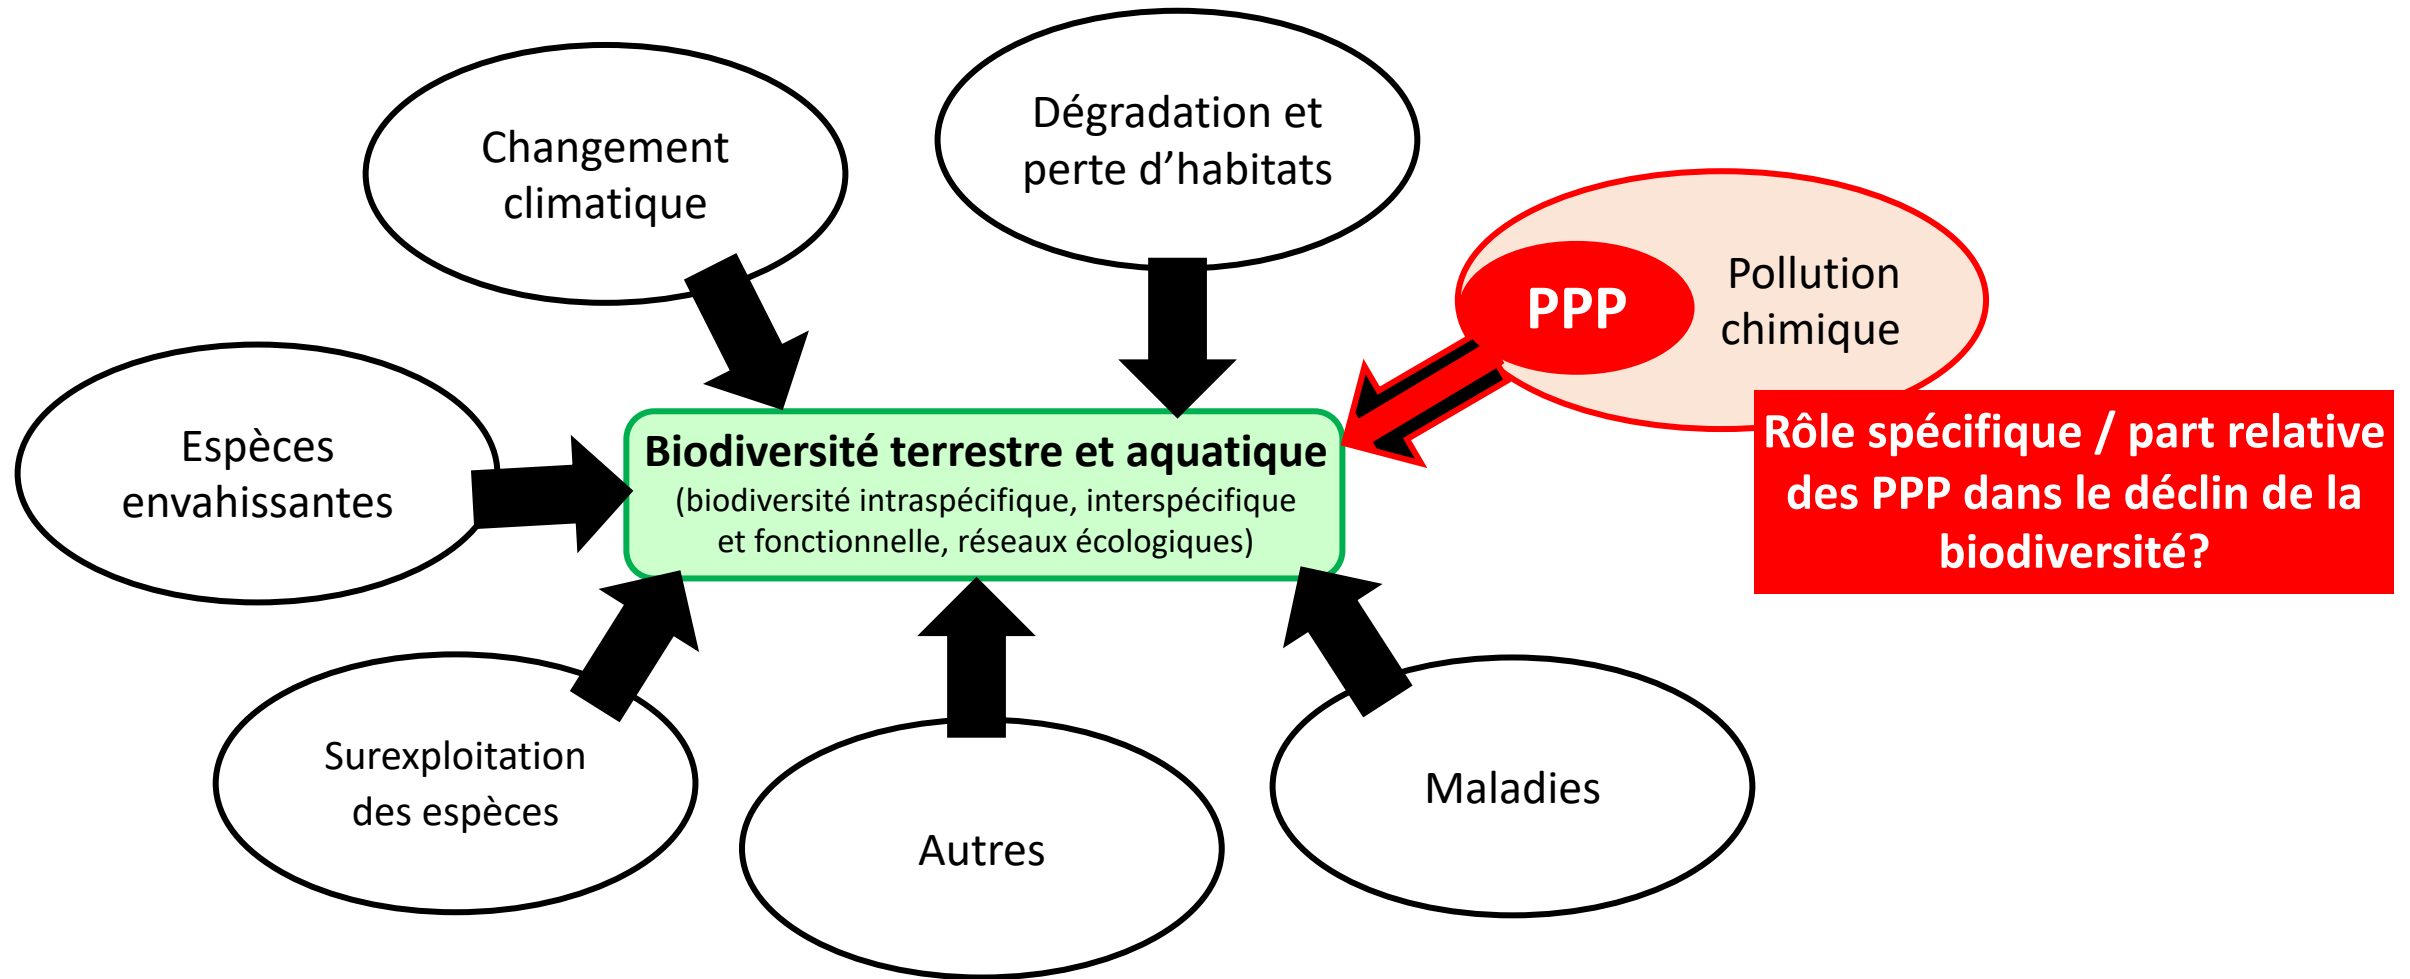 Changement
climatique
Dégradation et
perte d’habitats
PPP
Pollution
chimique
Espèces
envahissantes
Biodiversité terrestre et aquatique
(biodiversité intraspécifique, interspécifique
et fonctionnelle, réseaux écologiques)
Rôle spécifique / part relative
des PPP dans le déclin de la
biodiversité?
Surexploitation
des espèces
Autres
Maladies